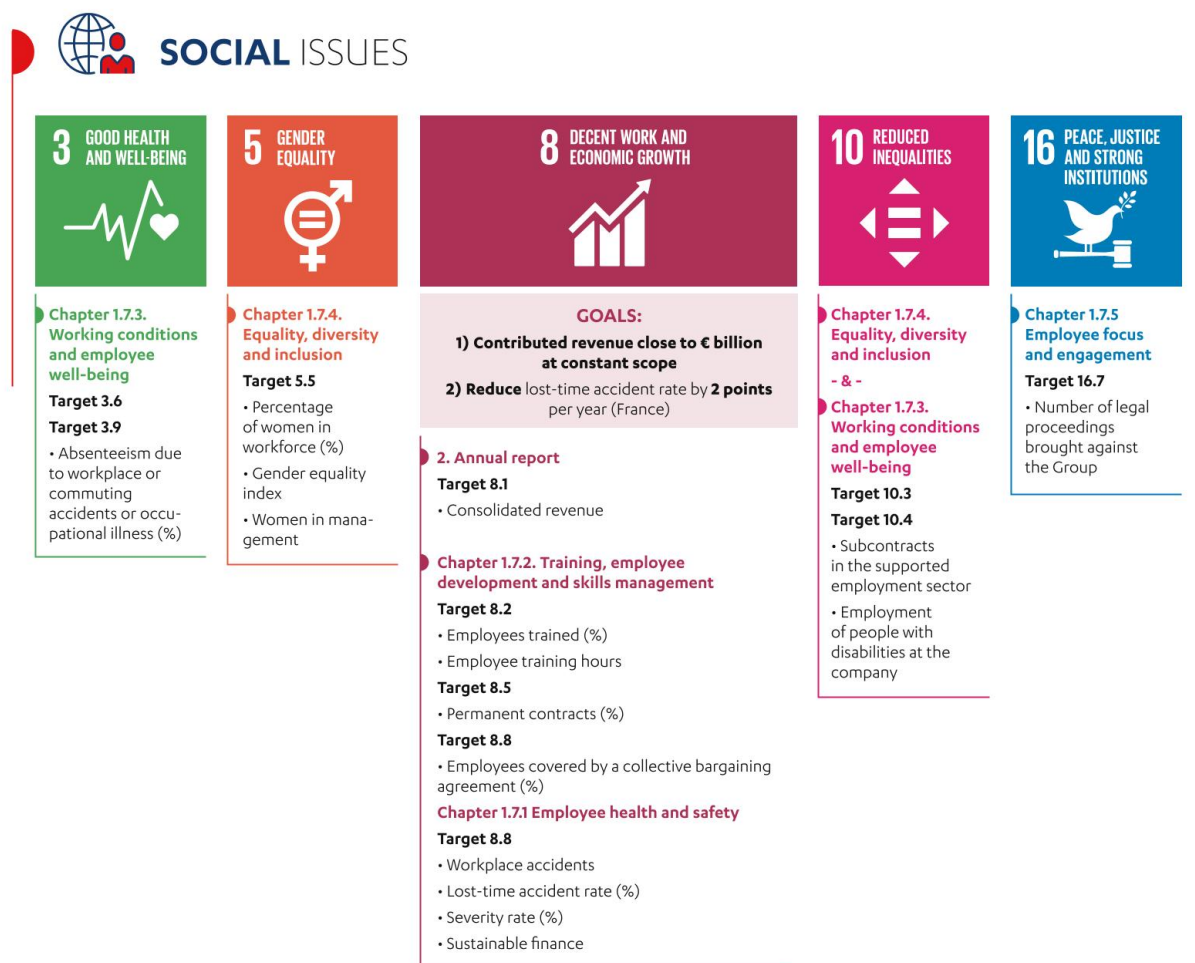 SOCIAL ISSUES
3 GOOD HEALTH
AND WELL-BEING
Chapter 1.7.3.
Working conditions
and employee
well-being
Target 3.6
Target 3.9
• Absenteeism due
to workplace or
commuting
accidents or occu-
pational illness (%)
5 GENDER
EQUALITY
Chapter 1.7.4.
Equality, diversity
and inclusion
Target 5.5
• Percentage
of women in
workforce (%)
• Gender equality
index
• Women in mana-
gement
8 DECENT WORK AND
ECONOMIC GROWTH
GOALS:
1) Contributed revenue close to € billion
at constant scope
2) Reduce lost-time accident rate by 2 points
per year (France)
2. Annual report
Target 8.1
• Consolidated revenue
Chapter 1.7.2. Training, employee
development and skills management
Target 8.2
• Employees trained (%)
• Employee training hours
Target 8.5
• Permanent contracts (%)
Target 8.8
• Employees covered by a collective bargaining
agreement (%)
Chapter 1.7.1 Employee health and safety
Target 8.8
• Workplace accidents
• Lost-time accident rate (%)
• Severity rate (%)
• Sustainable finance
10 REDUCED
INEQUALITIES
Chapter 1.7.4.
Equality, diversity
and inclusion
- & -
Chapter 1.7.3.
Working conditions
and employee
well-being
Target 10.3
Target 10.4
• Subcontracts
in the supported
employment sector
• Employment
of people with
disabilities at the
company
16 PEACE, JUSTICE
AND STRONG
INSTITUTIONS
Chapter 1.7.5
Employee focus
and engagement
Target 16.7
• Number of legal
proceedings
brought against
the Group